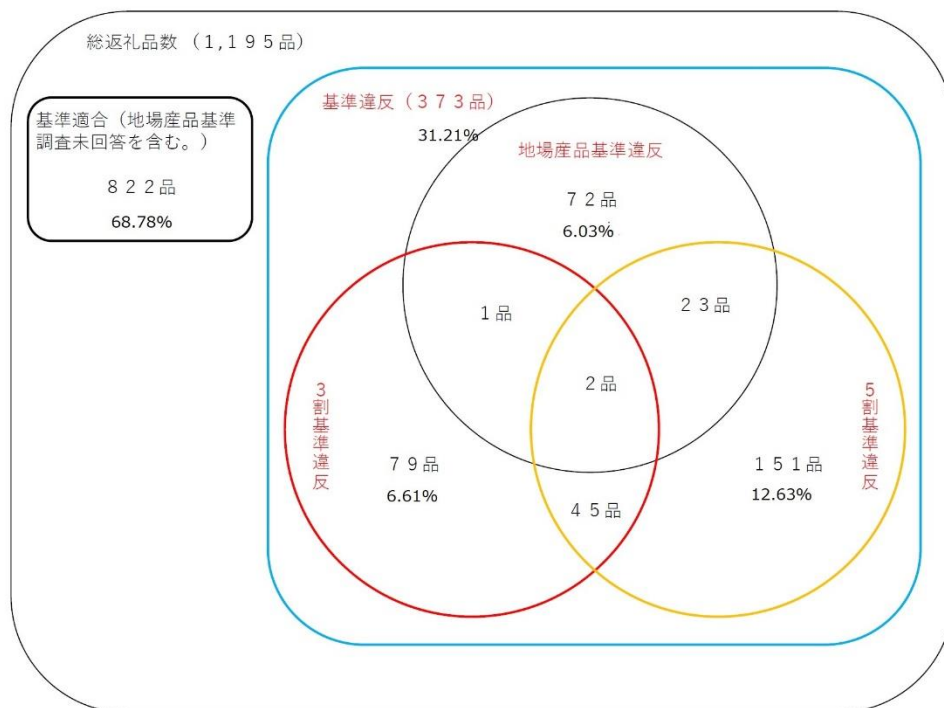 総返礼品数 （１,１９５品）
基準適合（地場産品基準
調査未回答を含む。）
８２２品
68.78%
基準違反（３７３品）
31.21%
地場産品基準違反
７２品
6.03%
１品
２３品
２品
３割基準違反
７９品
6.61%
４５品
５割基準違反
１５１品
12.63%